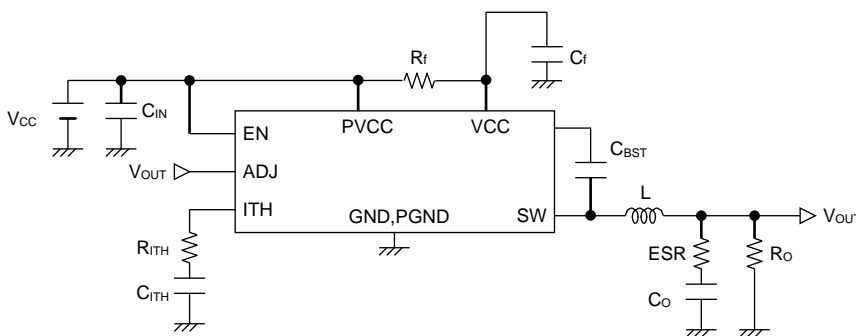 Rf
Cf
VCC
CIN
EN
PVCC
VCC
CBST
VOUT
ADJ
L
ITH
GND,PGND
SW
VOUT
RITH
ESR
RO
CITH
CO